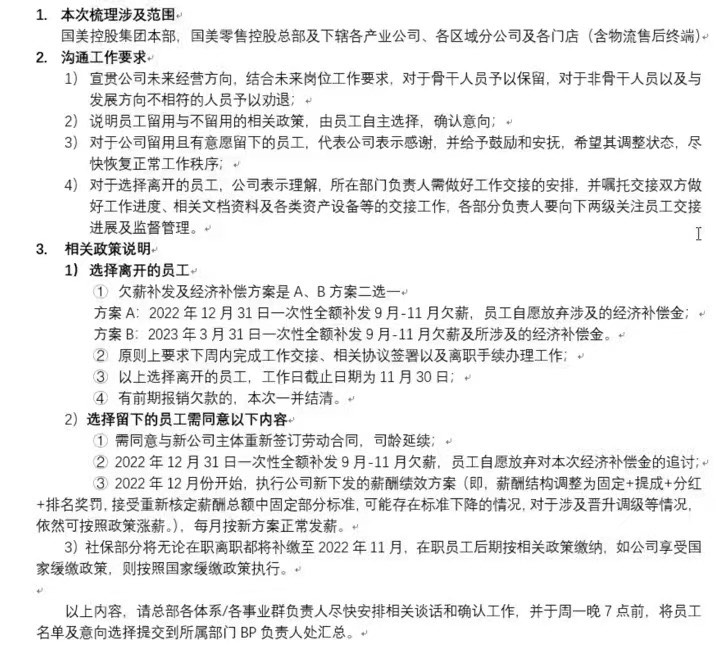 1. 本次梳理涉及范围
国美控股集团本部，国美零售控股总部及下辖各产业公司、各区域分公司及各门店（含物流售后终端）
2. 沟通工作要求
1） 宣贯公司未来经营方向，结合未来岗位工作要求，对于骨干人员予以保留，对于非骨干人员以及与
发展方向不相符的人员予以劝退；
2） 说明员工留用与不留用的相关政策，由员工自主选择，确认意向；
3） 对于公司留用且有意愿留下的员工，代表公司表示感谢，并给予鼓励和安抚，希望其调整状态，尽
快恢复正常工作秩序；
4） 对于选择离开的员工，公司表示理解，所在部门负责人需做好工作交接的安排，并嘱托交接双方做
好工作进度、相关文档资料及各类资产设备等的交接工作，各部分负责人要向下两级关注员工交接
进展及监督管理。
3. 相关政策说明
1） 选择离开的员工
① 欠薪补发及经济补偿方案是 A、B 方案二选一
方案 A：2022 年 12 月 31 日一次性全额补发 9 月-11 月欠薪，员工自愿放弃涉及的经济补偿金；
方案 B：2023 年 3 月 31 日一次性全额补发 9 月-11 月欠薪及所涉及的经济补偿金。
② 原则上要求下周内完成工作交接、相关协议签署以及离职手续办理工作；
③ 以上选择离开的员工，工作日截止日期为 11 月 30 日；
④ 有前期报销欠款的，本次一并结清。
2）选择留下的员工需同意以下内容
① 需同意与新公司主体重新签订劳动合同，司龄延续；
② 2022 年 12 月 31 日一次性全额补发 9 月-11 月欠薪，员工自愿放弃对本次经济补偿金的追讨；
③ 2022 年 12 月份开始，执行公司新下发的薪酬绩效方案（即，薪酬结构调整为固定+提成+分红
+排名奖罚，接受重新核定薪酬总额中固定部分标准，可能存在标准下降的情况，对于涉及晋升调级等情况，
依然可按照政策涨薪。），每月按新方案正常发薪。
3）社保部分将无论在职离职都将补缴至 2022 年 11 月，在职员工后期按相关政策缴纳，如公司享受国
家缓缴政策，则按照国家缓缴政策执行。
以上内容，请总部各体系/各事业群负责人尽快安排相关谈话和确认工作，并于周一晚 7 点前，将员工
名单及意向选择提交到所属部门 BP 负责人处汇总。